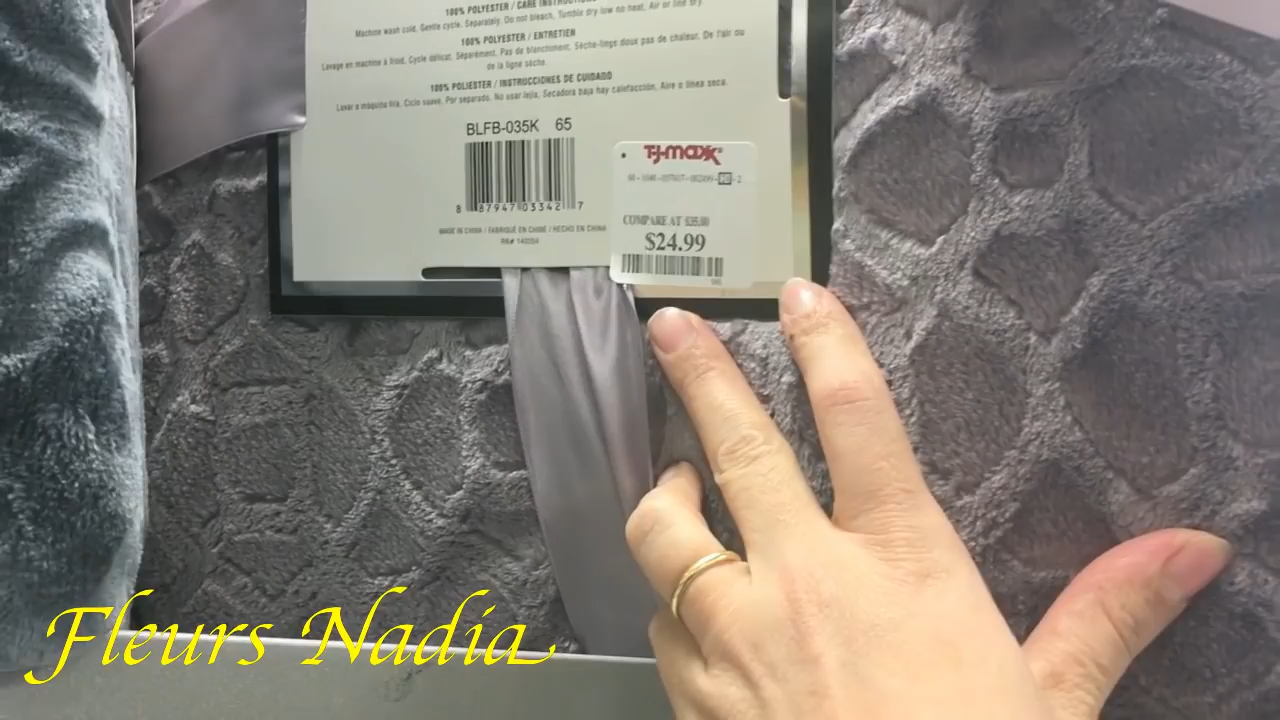 100% POLYESTER / CARE INSTRUCTIONS
Machine wash cold. Gentle cycle. Separately. Do not bleach, Tumble dry low no heat, Air or line dry
100% POLYESTER / ENTRETIEN
Lavage en machine à froid, Cycle délicat, Séparément, Pas de blanchiment. Sèche-linge doux pas de chaleur. De l'air ou
de la ligne sèche.
100% POLIESTER / INSTRUCCIONES DE CUIDADO
Lavar a máquina fría, Ciclo suave, Por separado, No usar lejía, Secadora baja hay calefacción, Aire o línea seca.
BLFB-035K 65
8 87947 03342 7
MADE IN CHINA / FABRIQUÉ EN CHINE / HECHO EN CHINA
T·J·maxx®
COMPARE AT $35.00
$24.99
Fleurs Nadia